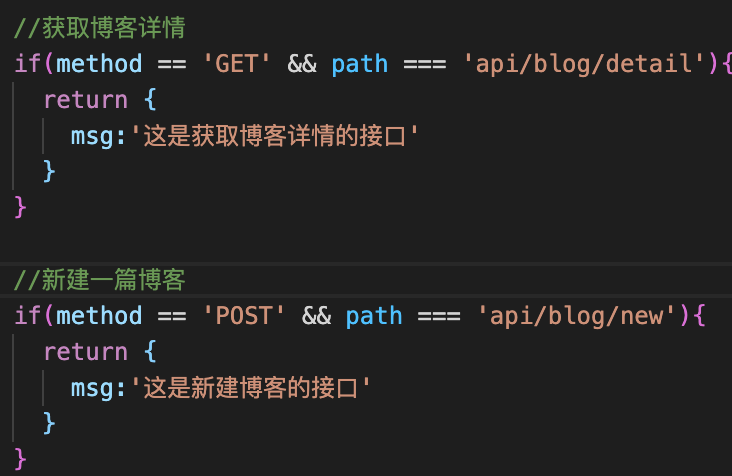 //获取博客详情
if(method == 'GET' && path === 'api/blog/detail'){
return {
msg:'这是获取博客详情的接口'
}
}
//新建一篇博客
if(method == 'POST' && path === 'api/blog/new'){
return {
msg:'这是新建博客的接口'
}
}